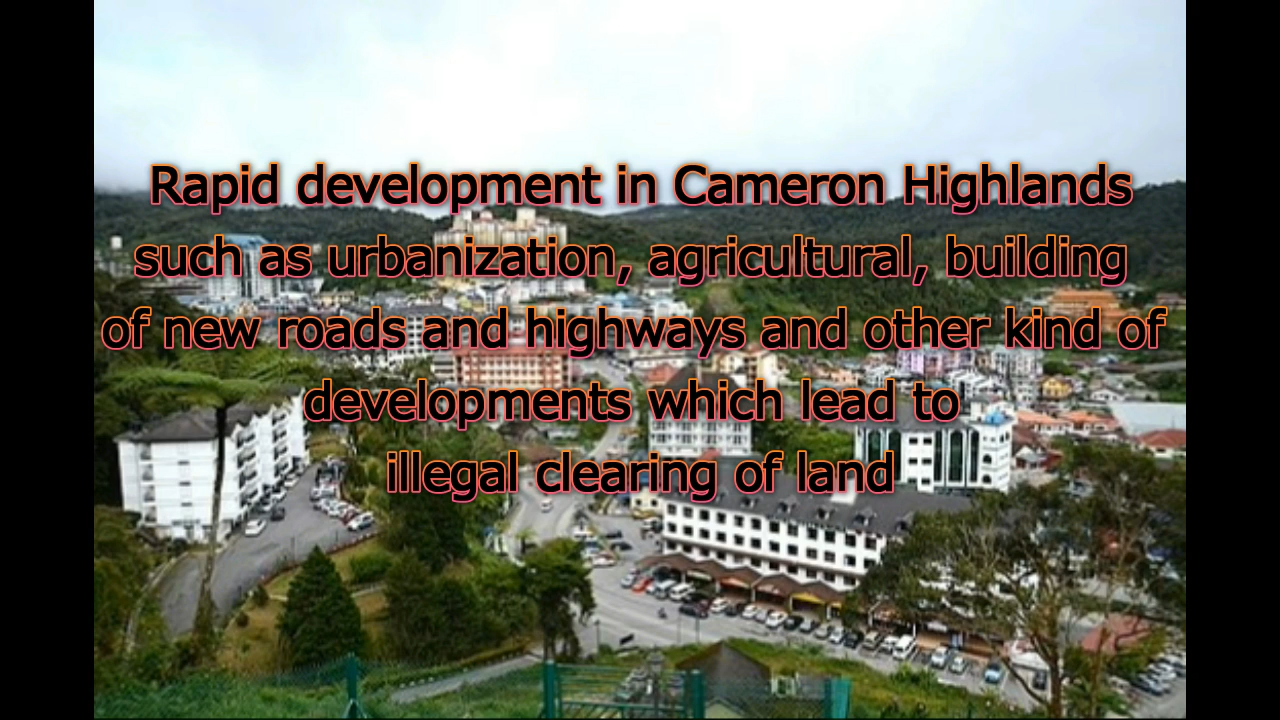 Rapid development in Cameron Highlands
such as urbanization, agricultural, building
of new roads and highways and other kind of
developments which lead to
illegal clearing of land